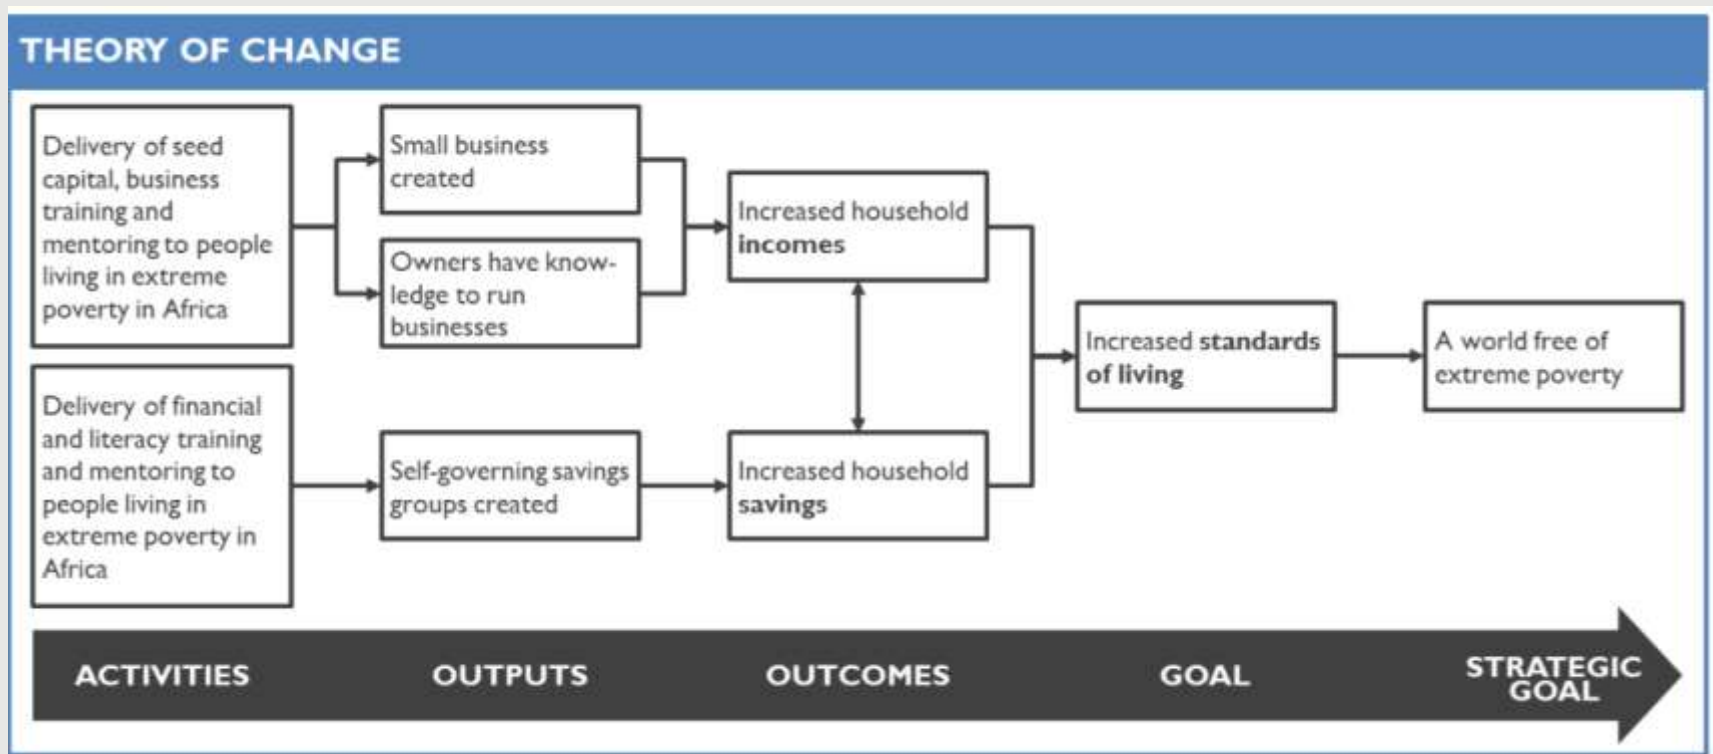 THEORY OF CHANGE
Delivery of seed
capital, business
training and
mentoring to people
living in extreme
poverty in Africa
Small business
created
Owners have know-
ledge to run
businesses
Increased household
incomes
Delivery of financial
and literacy training
and mentoring to
people living in
extreme poverty in
Africa
Self-governing savings
groups created
Increased household
savings
Increased standards
of living
A world free of
extreme poverty
ACTIVITIES
OUTPUTS
OUTCOMES
GOAL
STRATEGIC
GOAL